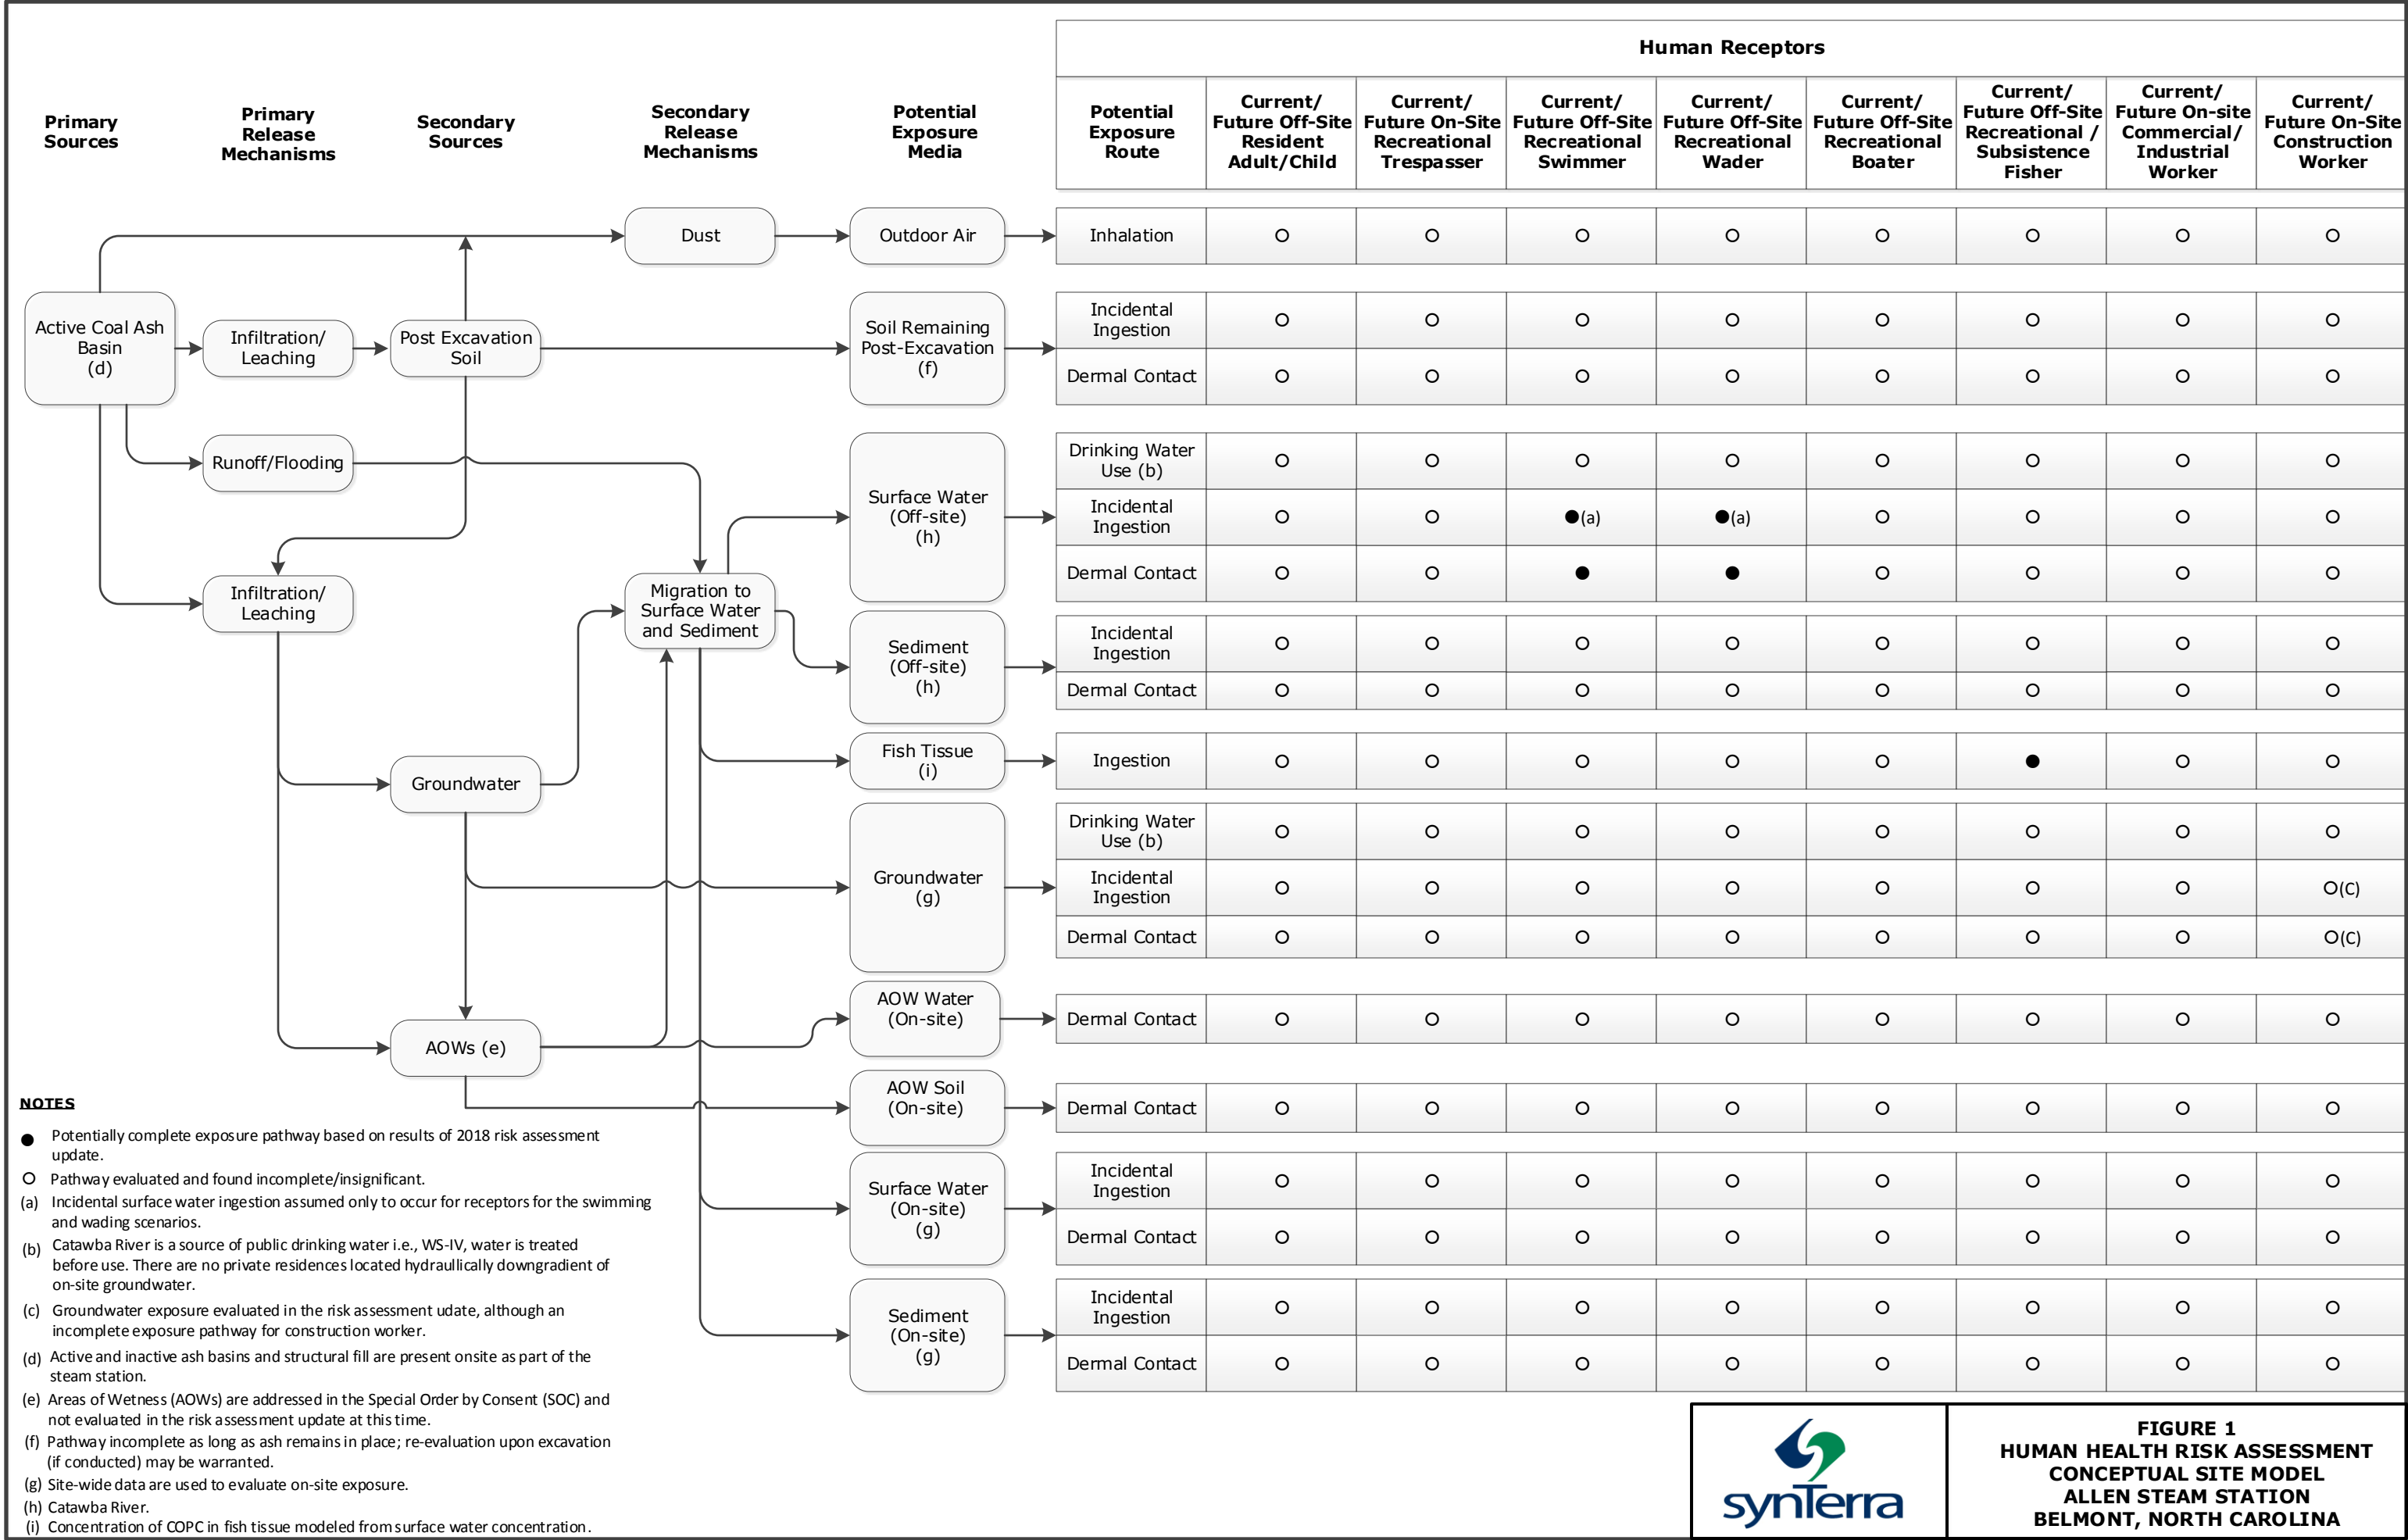 Human Receptors
Primary
Sources
Primary
Release
Mechanisms
Secondary
Sources
Secondary
Release
Mechanisms
Potential
Exposure
Media
Potential
Exposure
Route
Current/
Future Off-Site
Resident
Adult/Child
Current/
Future On-Site
Recreational
Trespasser
Current/
Future Off-Site
Recreational
Swimmer
Current/
Future Off-Site
Recreational
Wader
Current/
Future Off-Site
Recreational
Boater
Current/
Future Off-Site
Recreational /
Subsistence
Fisher
Current/
Future On-site
Commercial/
Industrial
Worker
Current/
Future On-Site
Construction
Worker
Dust
Outdoor Air
Inhalation
Active Coal Ash
Basin
(d)
Infiltration/
Leaching
Post Excavation
Soil
Soil Remaining
Post-Excavation
(f)
Incidental
Ingestion
Dermal Contact
Runoff/Flooding
Surface Water
(Off-site)
(h)
Drinking Water
Use (b)
Incidental
Ingestion
(a)
(a)
Dermal Contact
Infiltration/
Leaching
Migration to
Surface Water
and Sediment
Sediment
(Off-site)
(h)
Incidental
Ingestion
Dermal Contact
Groundwater
Fish Tissue
(i)
Ingestion
Groundwater
(g)
Drinking Water
Use (b)
Incidental
Ingestion
(C)
Dermal Contact
(C)
AOWs (e)
AOW Water
(On-site)
Dermal Contact
AOW Soil
(On-site)
Dermal Contact
Surface Water
(On-site)
(g)
Incidental
Ingestion
Dermal Contact
Sediment
(On-site)
(g)
Incidental
Ingestion
Dermal Contact
NOTES
Potentially complete exposure pathway based on results of 2018 risk assessment
update.
Pathway evaluated and found incomplete/insignificant.
(a) Incidental surface water ingestion assumed only to occur for receptors for the swimming
and wading scenarios.
(b) Catawba River is a source of public drinking water i.e., WS-IV, water is treated
before use. There are no private residences located hydraullically downgradient of
on-site groundwater.
(c) Groundwater exposure evaluated in the risk assessment udate, although an
incomplete exposure pathway for construction worker.
(d) Active and inactive ash basins and structural fill are present onsite as part of the
steam station.
(e) Areas of Wetness (AOWs) are addressed in the Special Order by Consent (SOC) and
not evaluated in the risk assessment update at this time.
(f) Pathway incomplete as long as ash remains in place; re-evaluation upon excavation
(if conducted) may be warranted.
(g) Site-wide data are used to evaluate on-site exposure.
(h) Catawba River.
(i) Concentration of COPC in fish tissue modeled from surface water concentration.
synTerra
FIGURE 1
HUMAN HEALTH RISK ASSESSMENT
CONCEPTUAL SITE MODEL
ALLEN STEAM STATION
BELMONT, NORTH CAROLINA